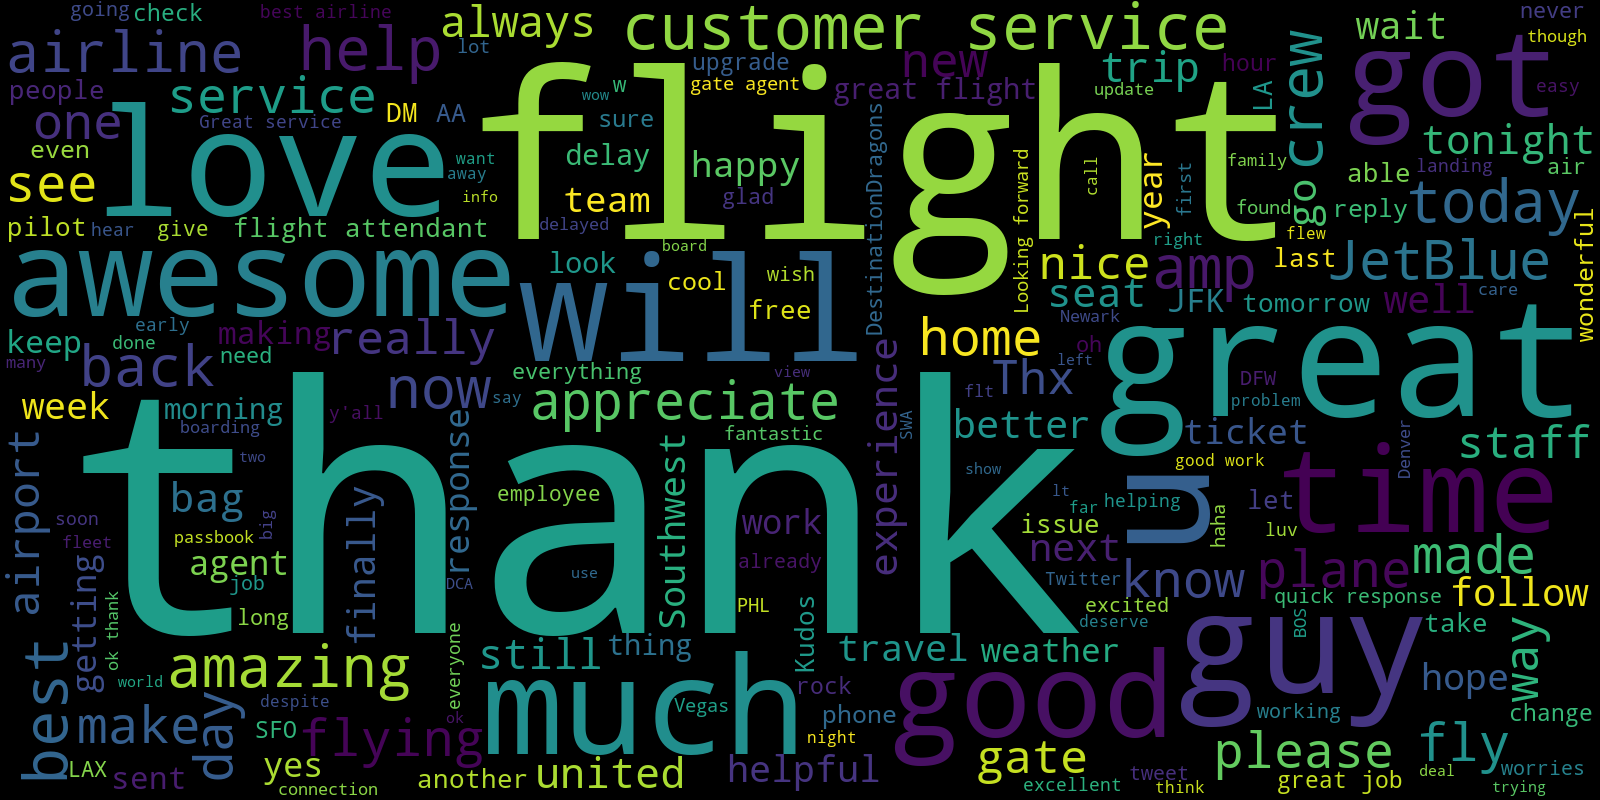 going
check
best airline
always
customer service
wait
never
though
airline
help
lot
upgrade
new
trip
hour
got
people
service
DM
AA
wow
w
gate agent
great flight
update
LA
crew
easy
one
Great service
love
flight
sure
DestinationDragons
tonight
even
want
away
delay
happy
call
year
first
family
landing
air
see
info
team
glad
Looking forward
able
today
pilot
hear
give
flight attendant
delayed
found
go
reply
board
right
flew
awesome
will
look
cool
wish
nice
amp
last
JetBlue
wonderful
free
seat
JFK
tomorrow
well
care
keep
early
done
making
really
home
Newark
oh
great
many
back
need
everything
view
left
Thx
DFW
week
morning
now
say
appreciate
experience
flt
problem
boarding
y'all
response
fantastic
SWA
better
ticket
staff
airport
two
thank
Southwest
show
good work
Denver
time
bag
finally
employee
work
lt
u
far
helping
let
soon
big
issue
haha
luv
fleet
passbook
agent
already
next
plane
made
getting
job
DCA
use
Twitter
know
ok thank
long
PHL
Kudos
excited
deserve
quick response
follow
best
everyone
still
thing
travel
weather
BOS
take
way
amazing
world
much
rock
good
guy
hope
make
day
despite
SFO
flying
ok
Vegas
phone
working
change
LAX
sent
yes
connection
another
united
night
helpful
gate
excellent
tweet
think
please
great job
fly
deal
worries
trying